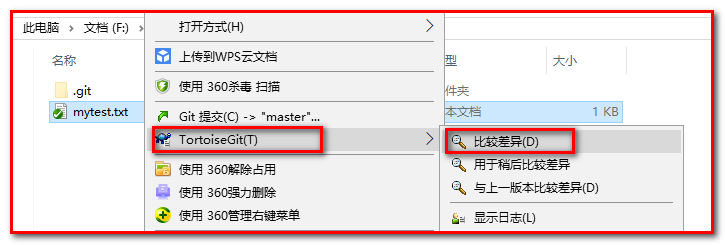 此电脑 > 文档 (F:) >
名称
.git
mytest.txt
打开方式(H)
上传到WPS云文档
使用 360杀毒 扫描
Git 提交(C) -> "master"...
TortoiseGit(T)
使用 360解除占用
使用 360强力删除
使用 360管理右键菜单
型
大小
件夹
本文档
1 KB
比较差异(D)
用于稍后比较差异
与上一版本比较差异(D)
显示日志(L)